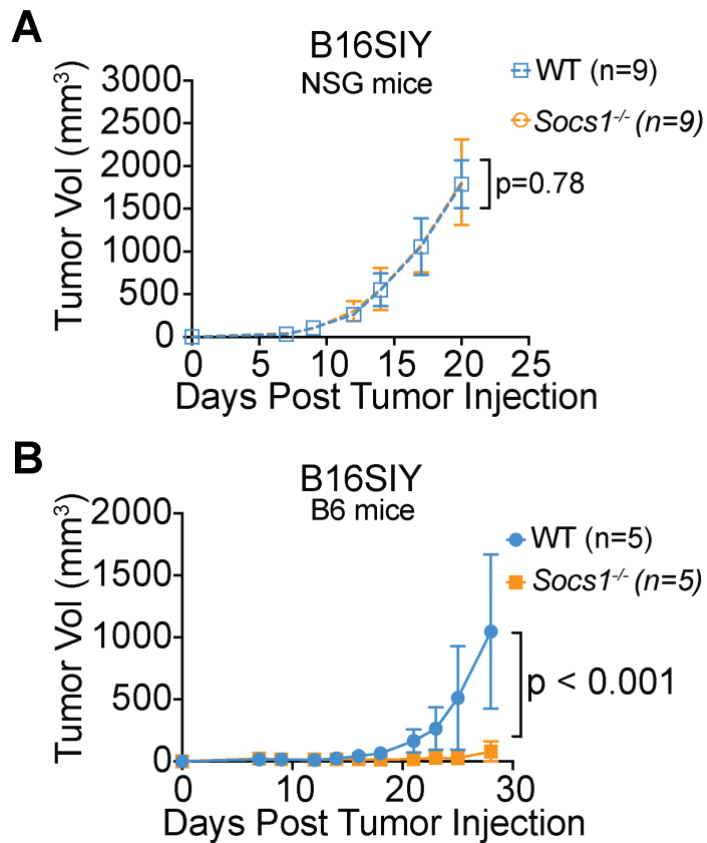 A
B16SIY
NSG mice
WT (n=9)
Socs1-/- (n=9)
Tumor Vol (mm3)
3000
2500
2000
1500
1000
500
0
p=0.78
0 5 10 15 20 25
Days Post Tumor Injection
B
B16SIY
B6 mice
WT (n=5)
Socs1-/- (n=5)
Tumor Vol (mm3)
2000
1500
1000
500
0
p < 0.001
0 10 20 30
Days Post Tumor Injection